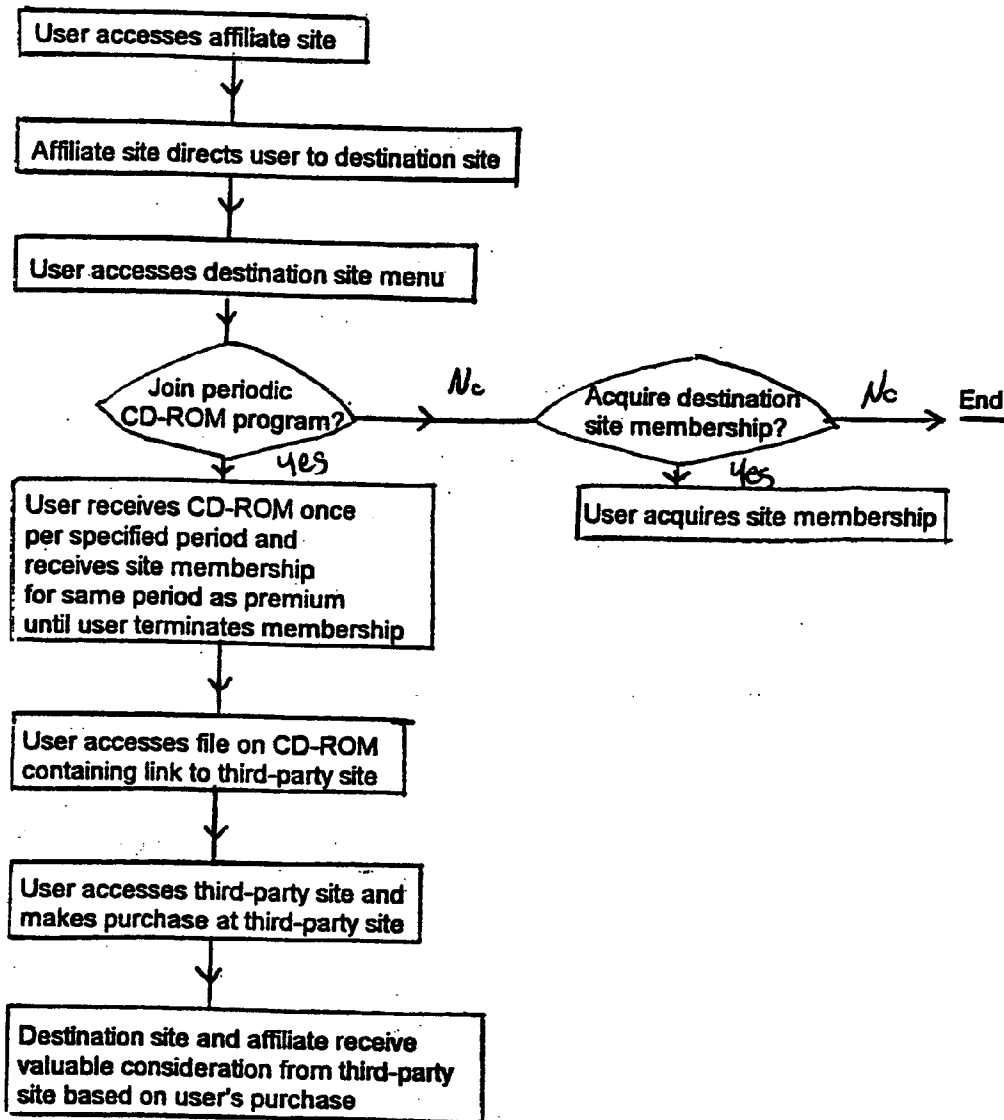 User accesses affiliate site
Affiliate site directs user to destination site
User accesses destination site menu
Join periodic
CD-ROM program?
No
Acquire destination
site membership?
No
End
yes
yes
User receives CD-ROM once
per specified period and
receives site membership
for same period as premium
until user terminates membership
User acquires site membership
User accesses file on CD-ROM
containing link to third-party site
User accesses third-party site and
makes purchase at third-party site
Destination site and affiliate receive
valuable consideration from third-party
site based on user's purchase